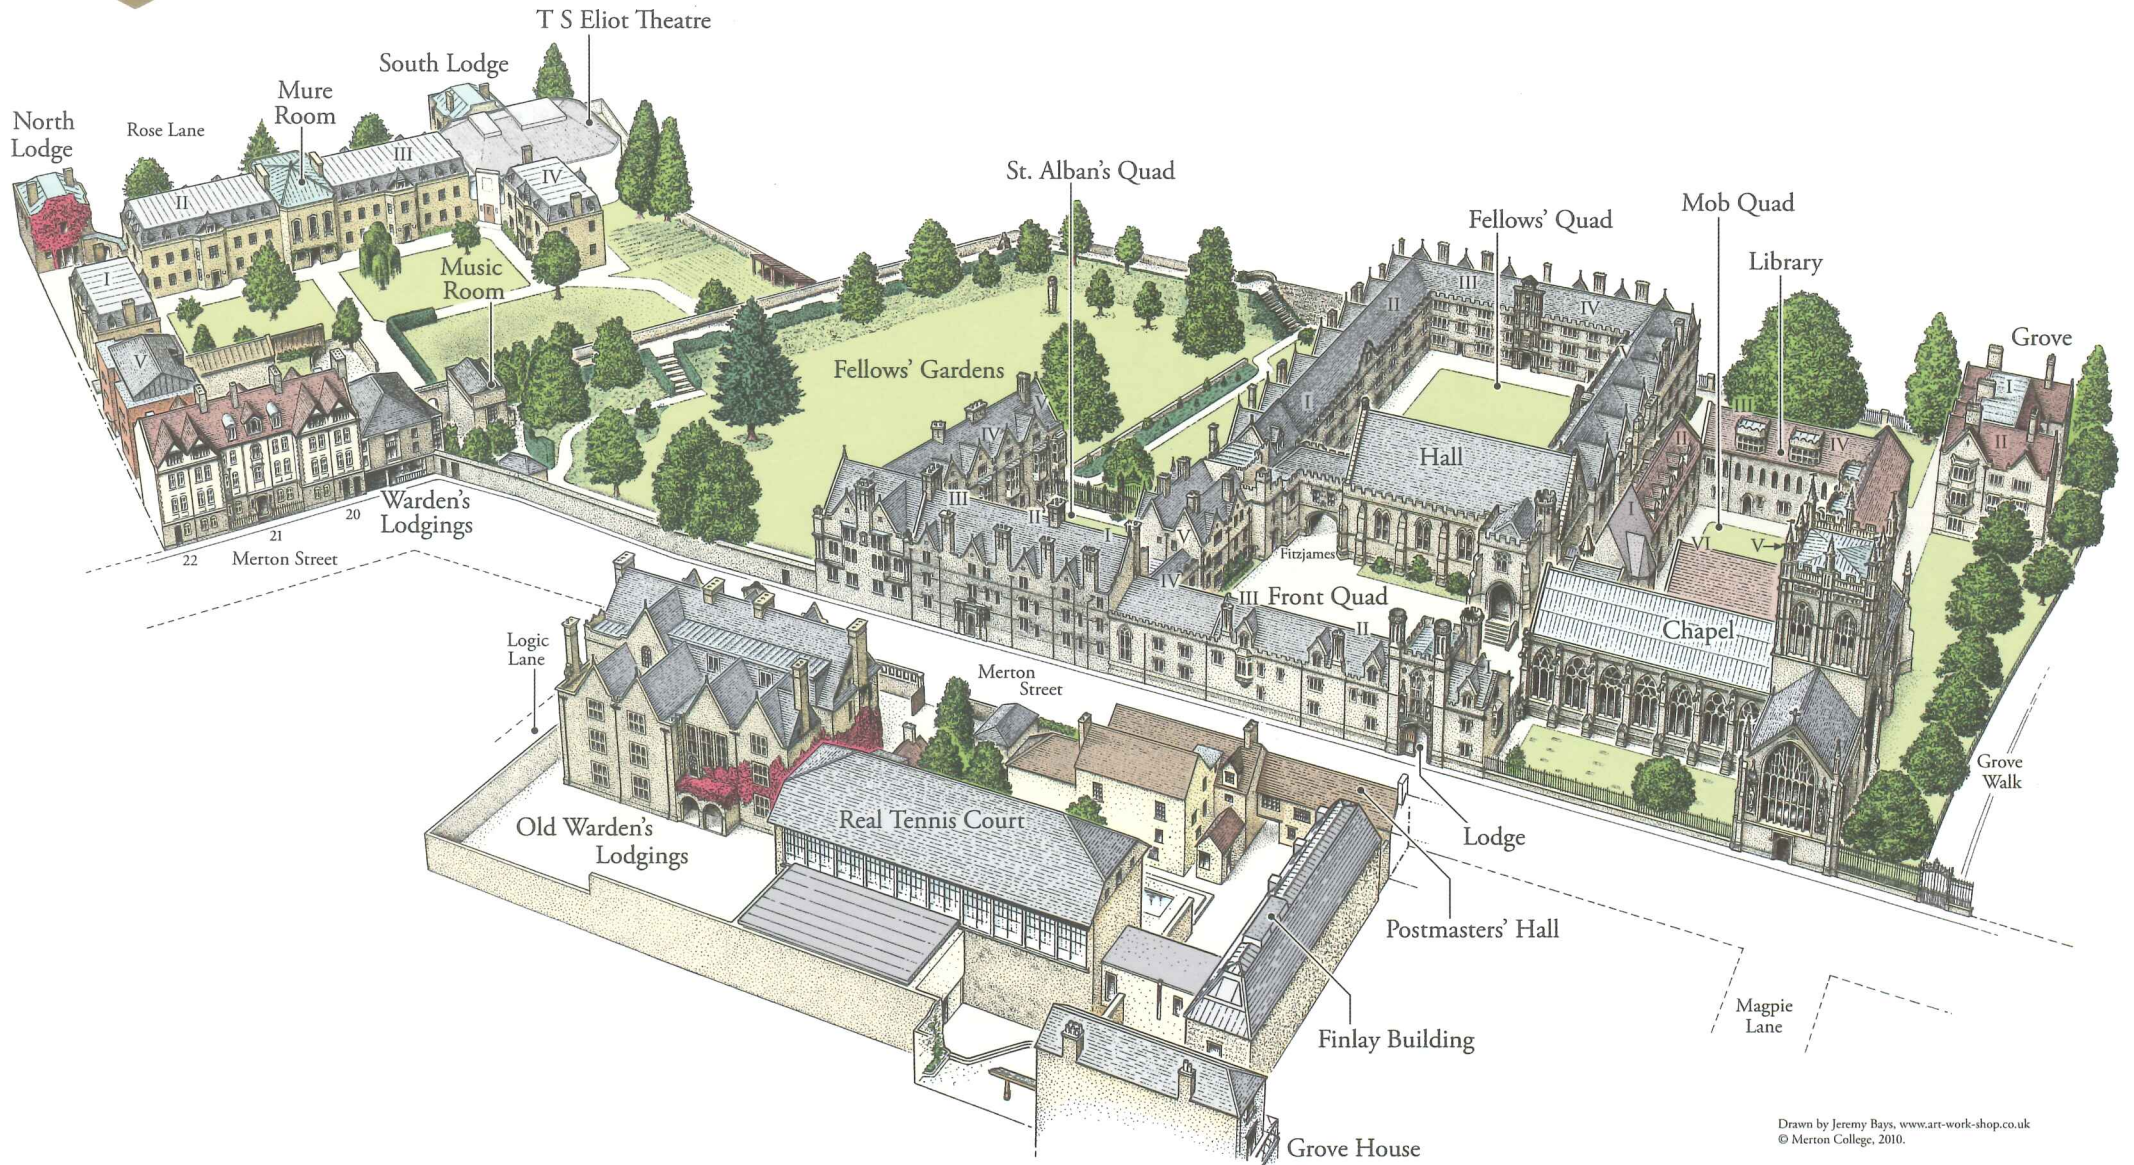 T S Eliot Theatre
South Lodge
Mure
Room
North
Lodge
Rose Lane
III
II
IV
I
V
Music
Room
St. Alban's Quad
Fellows' Quad
Mob Quad
Library
Grove
III
II
IV
I
Fellows' Gardens
Hall
V
IV
III
II
I
V
IV
Fitzjames
III
Front Quad
II
III
IV
II
I
VI
V
I
II
Chapel
Warden's
Lodgings
20
21
22
Merton Street
Logic
Lane
Merton
Street
Grove
Walk
Old Warden's
Lodgings
Real Tennis Court
Lodge
Postmasters' Hall
Finlay Building
Magpie
Lane
Grove House
Drawn by Jeremy Bays, www.art-work-shop.co.uk
© Merton College, 2010.